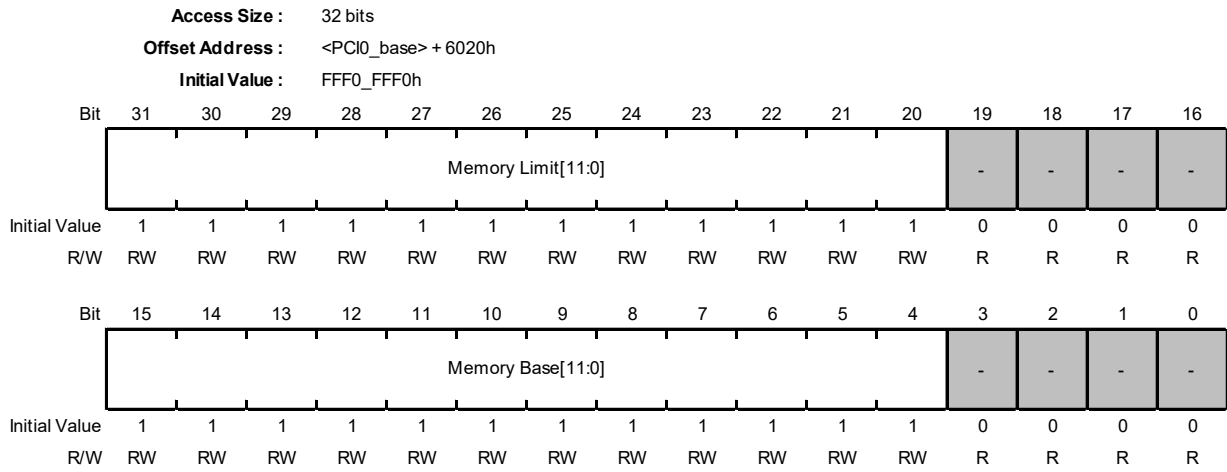 Access Size : 32 bits
Offset Address : <PCI0_base> + 6020h
Initial Value : FFF0_FFF0h
Bit 31 30 29 28 27 26 25 24 23 22 21 20 19 18 17 16
Memory Limit[11:0] - - - -
Initial Value 1 1 1 1 1 1 1 1 1 1 1 1 0 0 0 0
R/W RW RW RW RW RW RW RW RW RW RW RW RW R R R R
Bit 15 14 13 12 11 10 9 8 7 6 5 4 3 2 1 0
Memory Base[11:0] - - - -
Initial Value 1 1 1 1 1 1 1 1 1 1 1 1 0 0 0 0
R/W RW RW RW RW RW RW RW RW RW RW RW RW R R R R